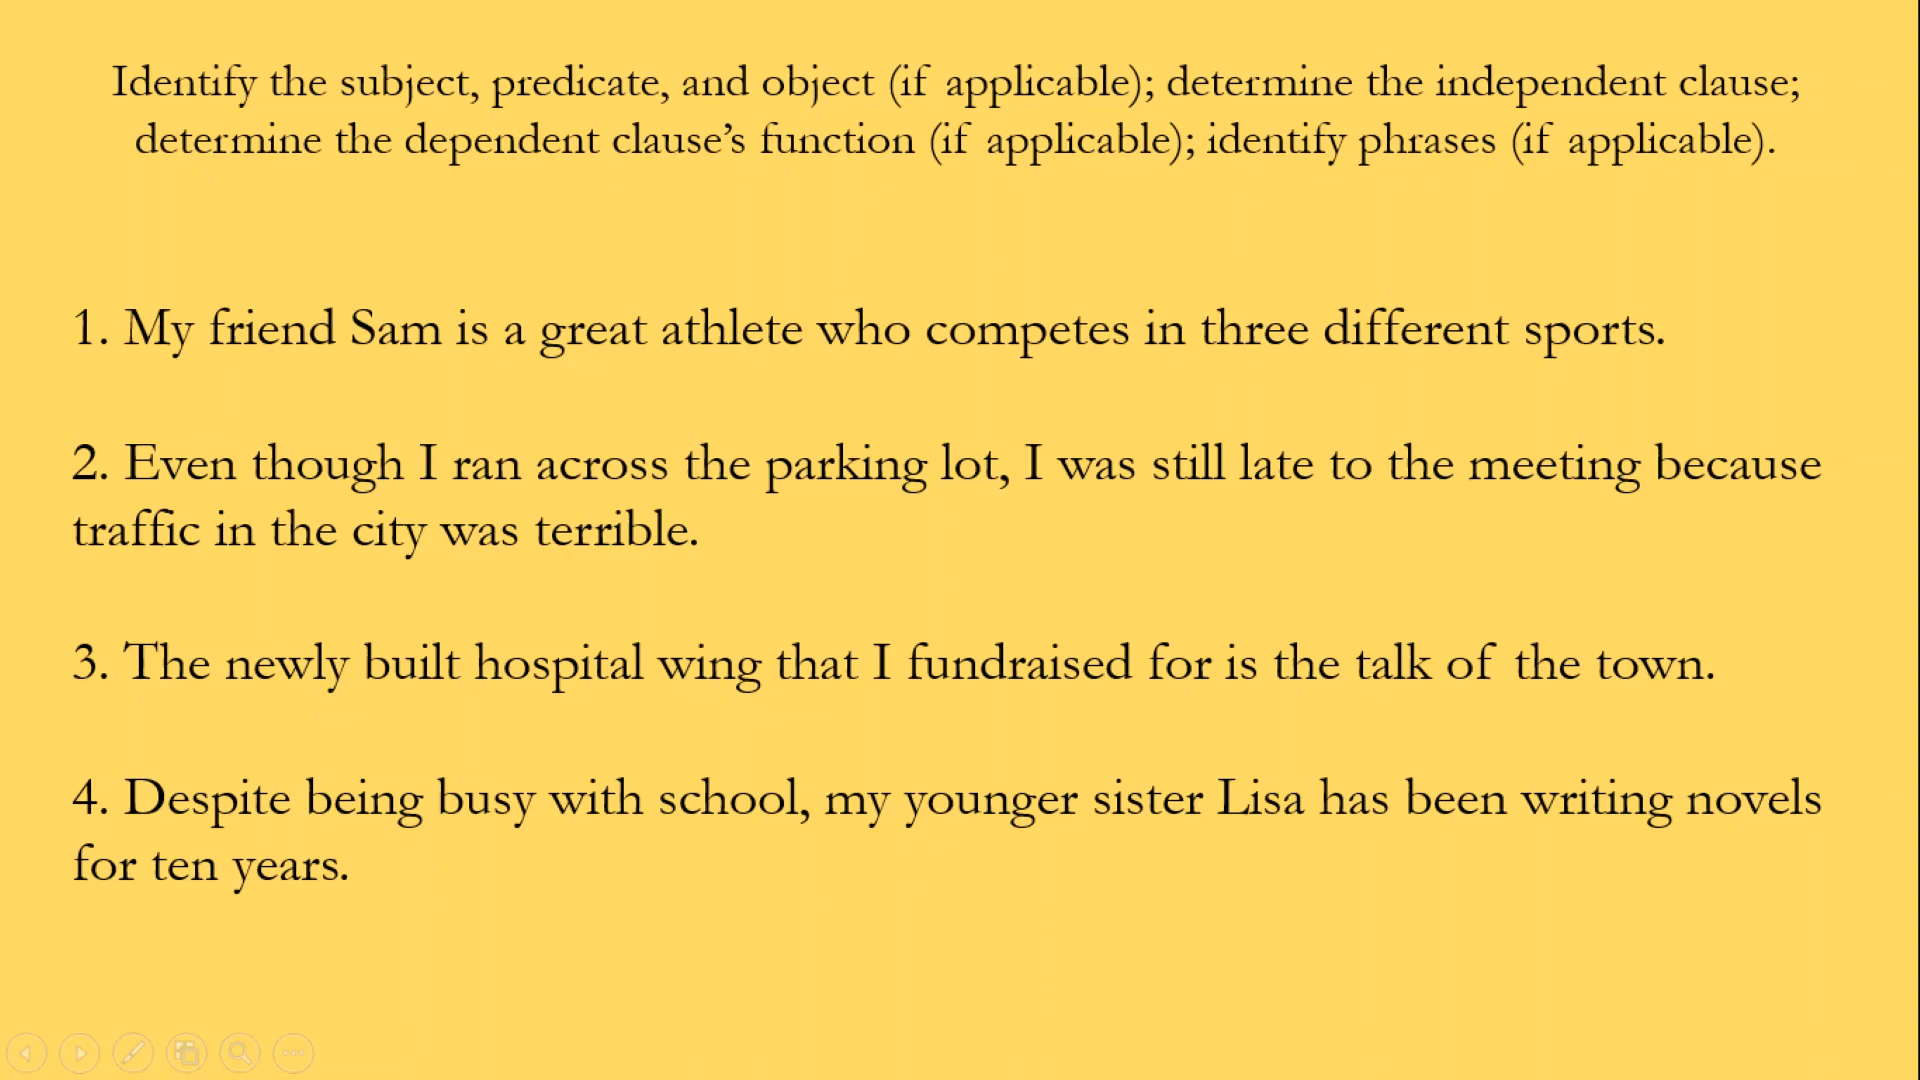 Identify the subject, predicate, and object (if applicable); determine the independent clause;
determine the dependent clause’s function (if applicable); identify phrases (if applicable).
1. My friend Sam is a great athlete who competes in three different sports.
2. Even though I ran across the parking lot, I was still late to the meeting because
traffic in the city was terrible.
3. The newly built hospital wing that I fundraised for is the talk of the town.
4. Despite being busy with school, my younger sister Lisa has been writing novels
for ten years.